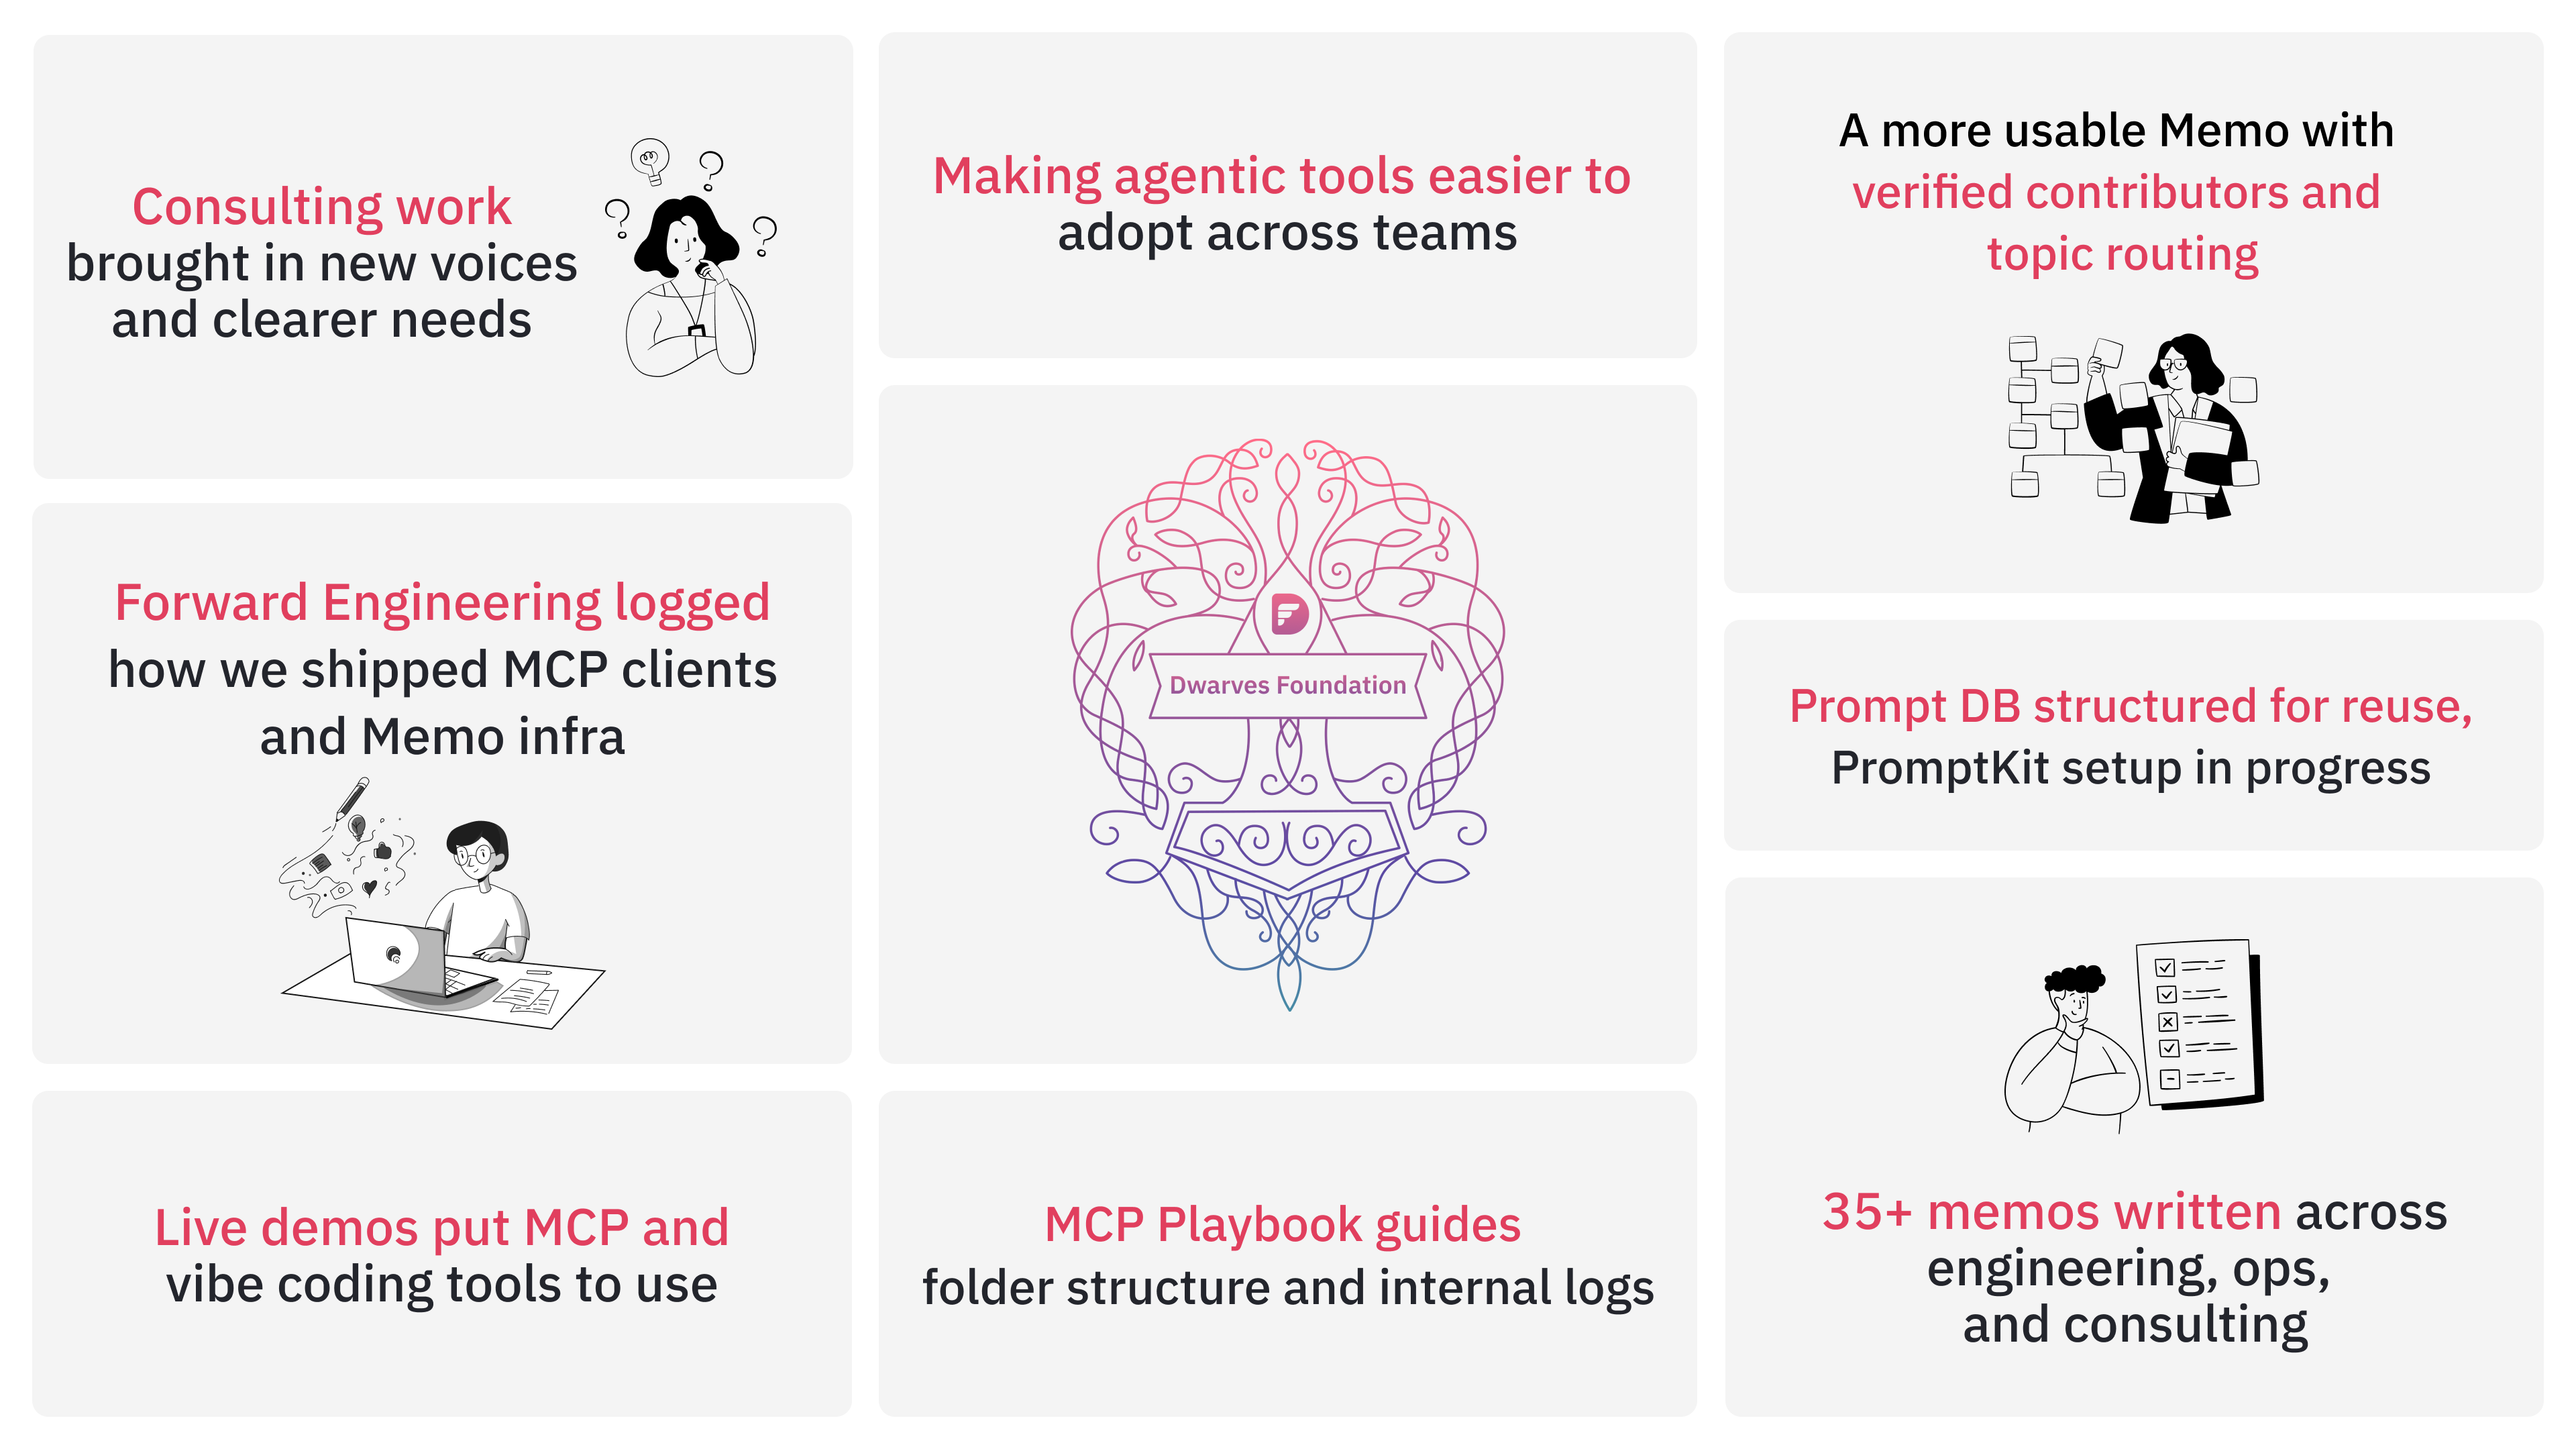 Consulting work
brought in new voices
and clearer needs
Forward Engineering logged
how we shipped MCP clients
and Memo infra
Live demos put MCP and
vibe coding tools to use
Making agentic tools easier to
adopt across teams
Dwarves Foundation
MCP Playbook guides
folder structure and internal logs
A more usable Memo with
verified contributors and
topic routing
Prompt DB structured for reuse,
PromptKit setup in progress
35+ memos written across
engineering, ops,
and consulting